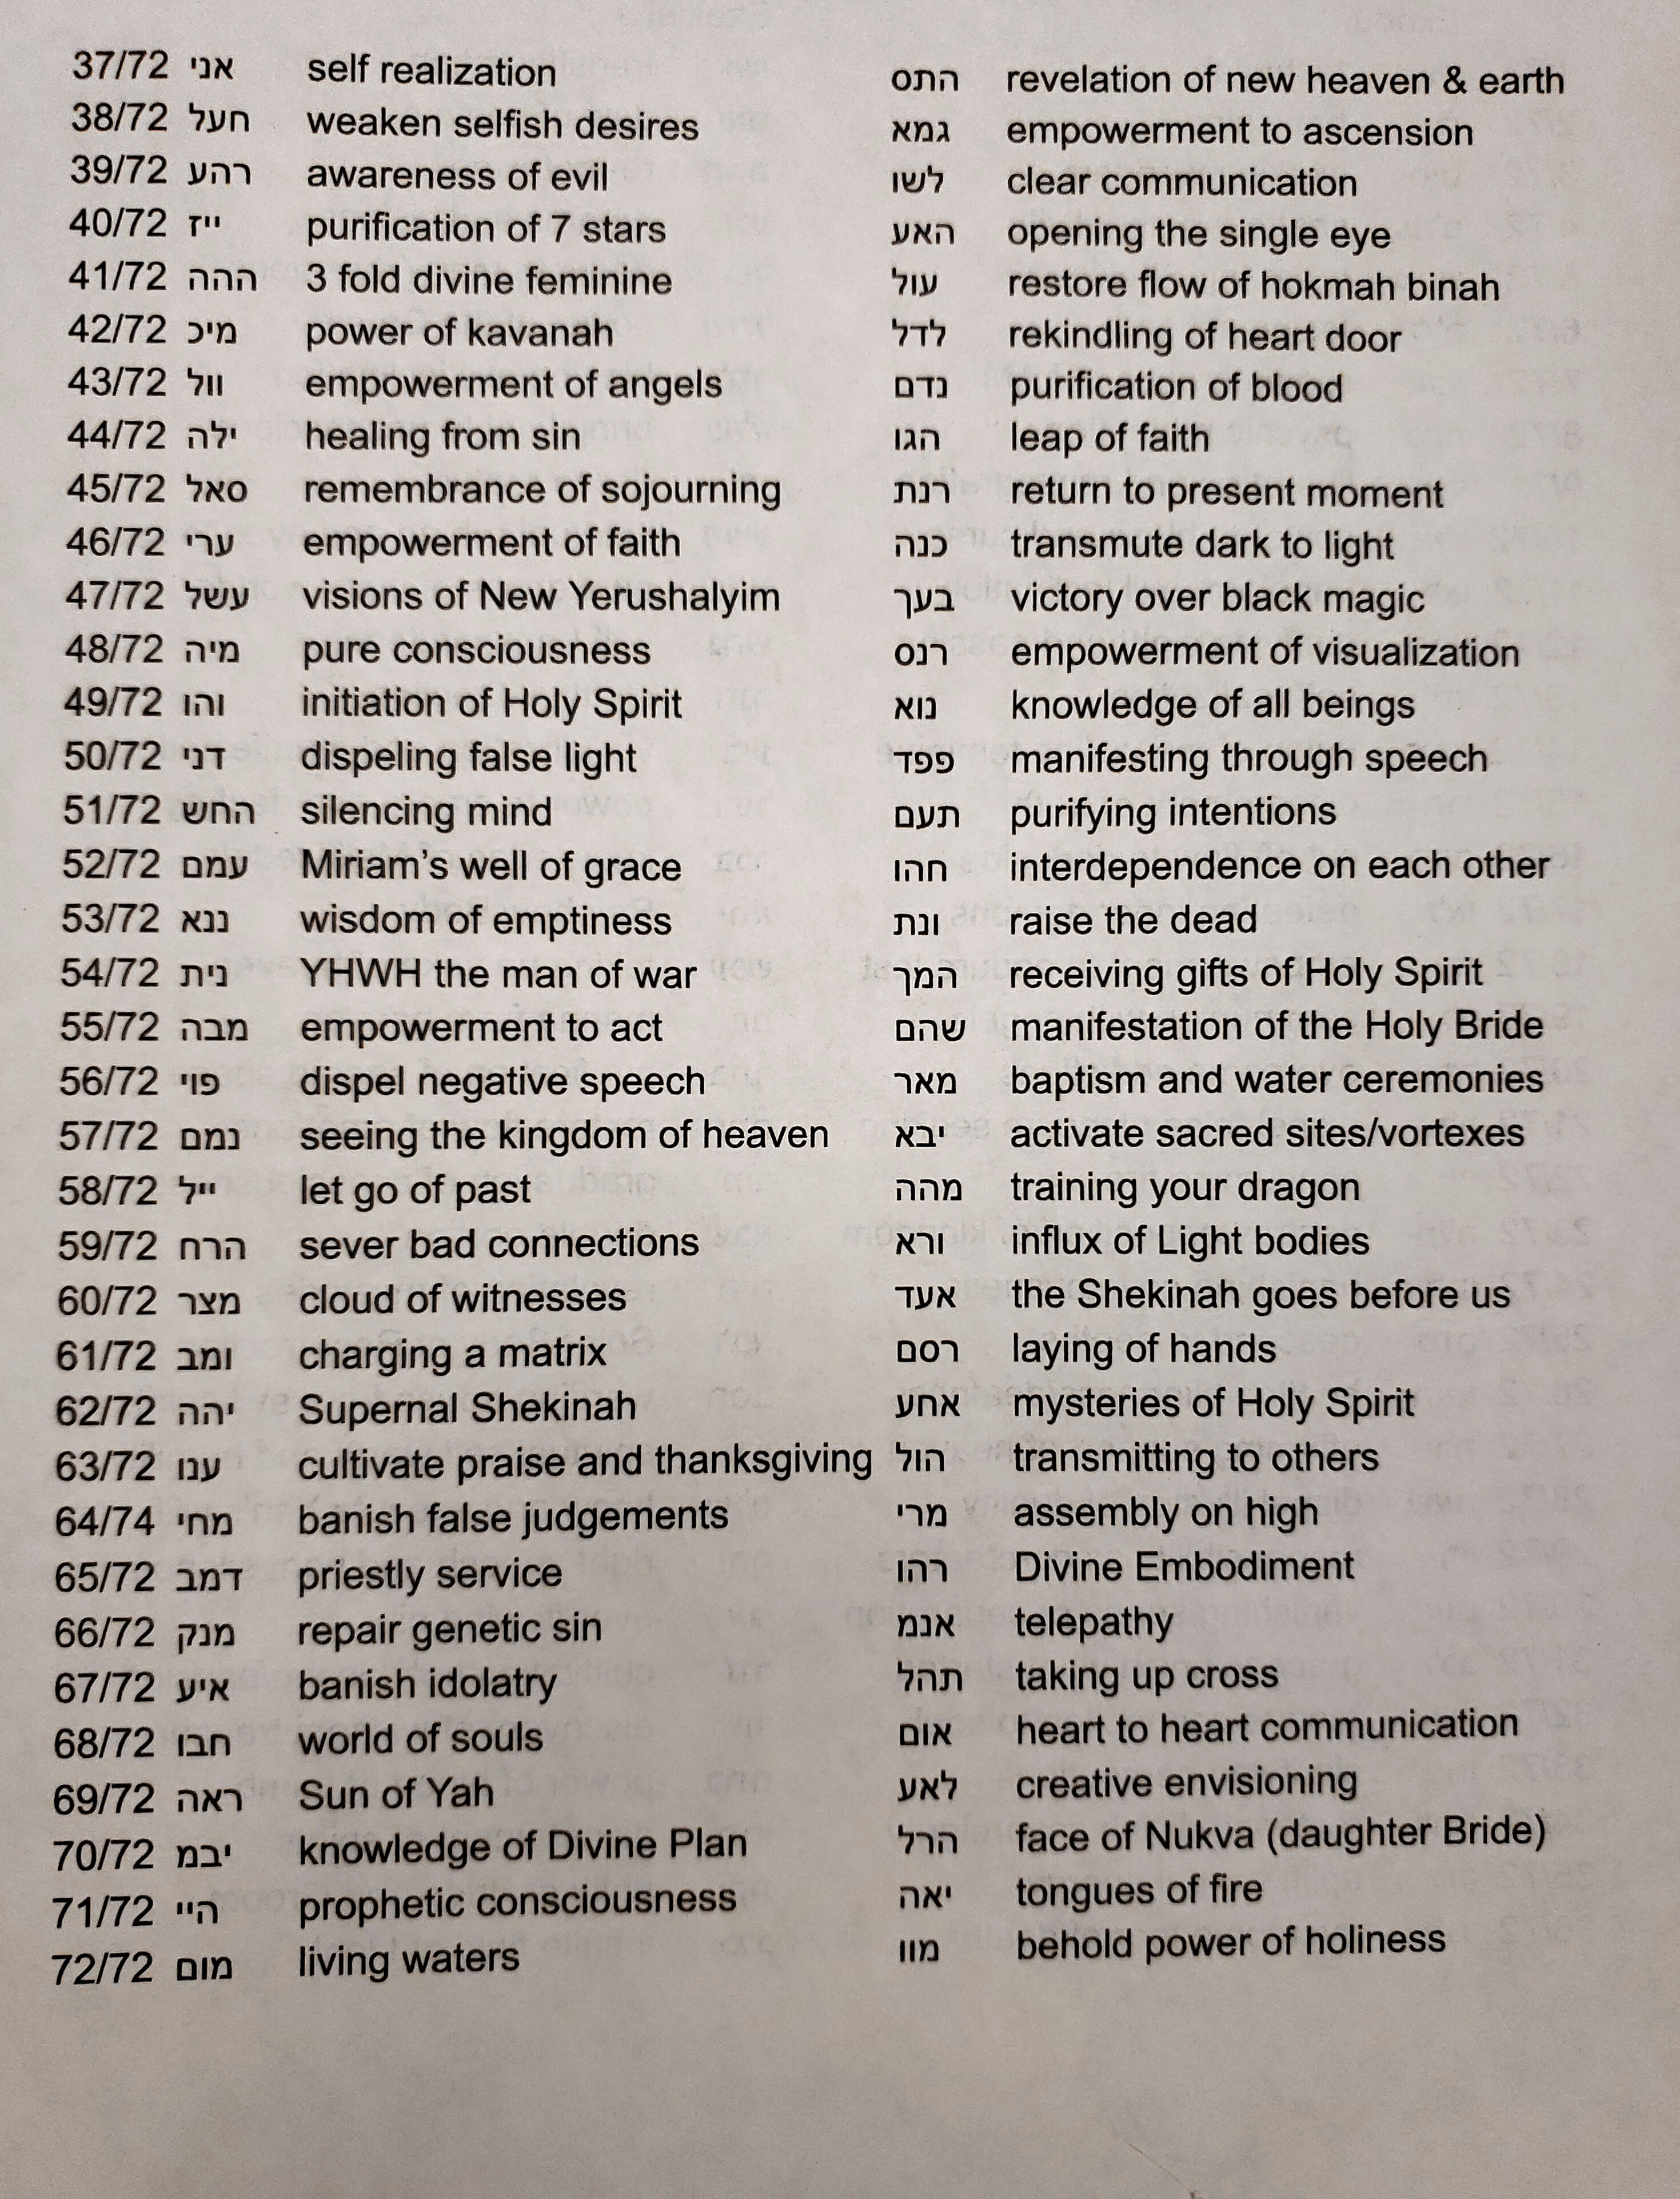 37/72 אני self realization התס revelation of new heaven & earth
38/72 חעל weaken selfish desires גמא empowerment to ascension
39/72 רהע awareness of evil לשו clear communication
40/72 ייז purification of 7 stars האע opening the single eye
41/72 ההה 3 fold divine feminine עול restore flow of hokmah binah
42/72 מיכ power of kavanah לדל rekindling of heart door
43/72 וול empowerment of angels נדם purification of blood
44/72 ילה healing from sin הגו leap of faith
45/72 סאל remembrance of sojourning רנת return to present moment
46/72 ערי empowerment of faith כנה transmute dark to light
47/72 עשל visions of New Yerushalyim בער victory over black magic
48/72 מיה pure consciousness רנס empowerment of visualization
49/72 והו initiation of Holy Spirit נוא knowledge of all beings
50/72 דני dispeling false light פפד manifesting through speech
51/72 החש silencing mind תעם purifying intentions
52/72 עמם Miriam's well of grace חהו interdependence on each other
53/72 ננא wisdom of emptiness ונת raise the dead
54/72 נית YHWH the man of war המך receiving gifts of Holy Spirit
55/72 מבה empowerment to act שהם manifestation of the Holy Bride
56/72 פוי dispel negative speech מאר baptism and water ceremonies
57/72 נמם seeing the kingdom of heaven יבא activate sacred sites/vortexes
58/72 ייל let go of past מהה training your dragon
59/72 הרח sever bad connections ורא influx of Light bodies
60/72 מצר cloud of witnesses אעד the Shekinah goes before us
61/72 ומב charging a matrix רסם laying of hands
62/72 יהה Supernal Shekinah אחע mysteries of Holy Spirit
63/72 ענו cultivate praise and thanksgiving הול transmitting to others
64/74 מחי banish false judgements מרי assembly on high
65/72 דמב priestly service רהו Divine Embodiment
66/72 מנק repair genetic sin אנמ telepathy
67/72 איע banish idolatry תהל taking up cross
68/72 חבו world of souls אום heart to heart communication
69/72 ראה Sun of Yah לאע creative envisioning
70/72 יבמ knowledge of Divine Plan הרל face of Nukva (daughter Bride)
71/72 היי prophetic consciousness יאה tongues of fire
72/72 מום living waters מוו behold power of holiness